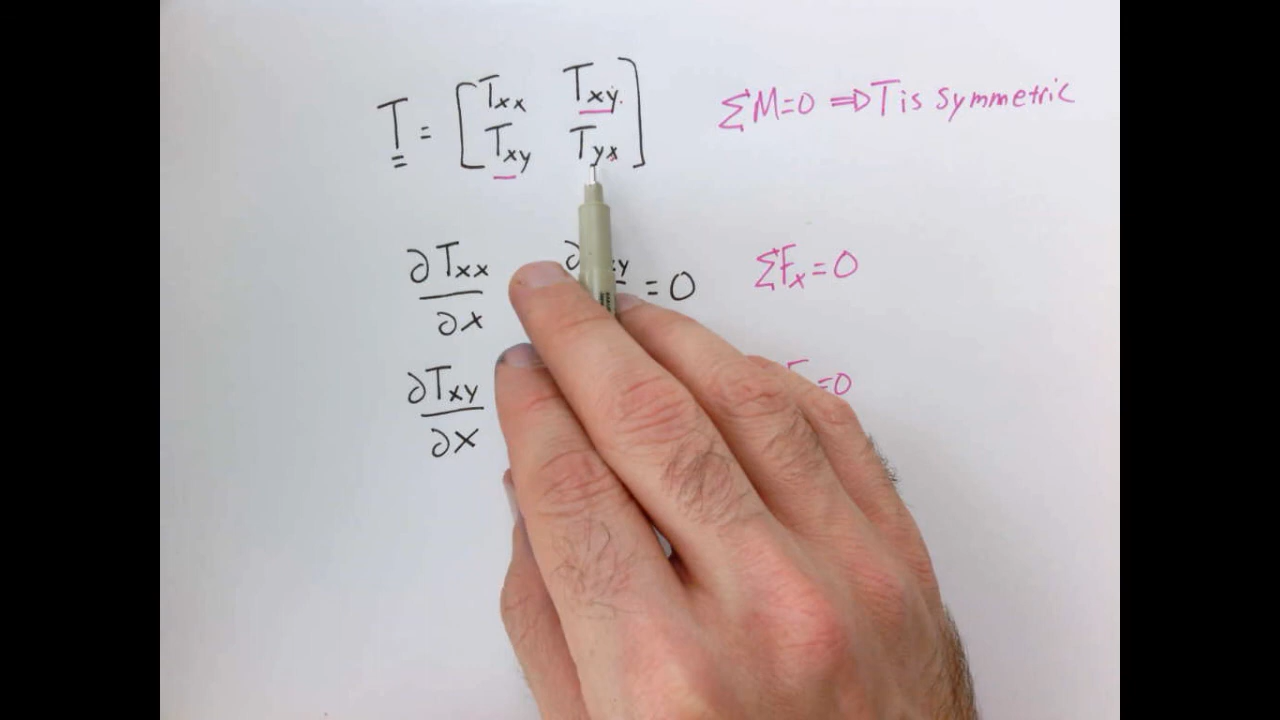 T = [ Txx Txy ΣM=0 ⇒ T is symmetric
Txy Tyx ]
∂Txx
∂x
= 0 ΣFx = 0
∂Txy
∂x
=0